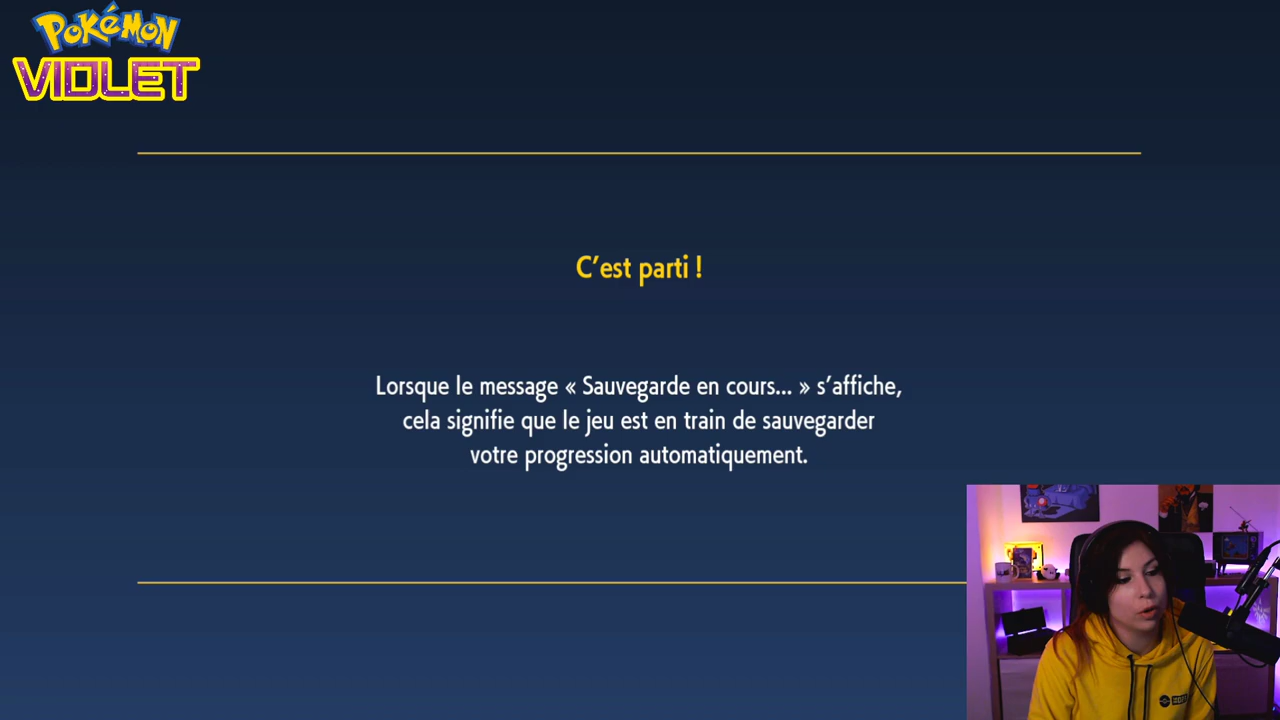 POKÉMON
VIOLET
C'est parti !
Lorsque le message « Sauvegarde en cours... » s'affiche,
cela signifie que le jeu est en train de sauvegarder
votre progression automatiquement.